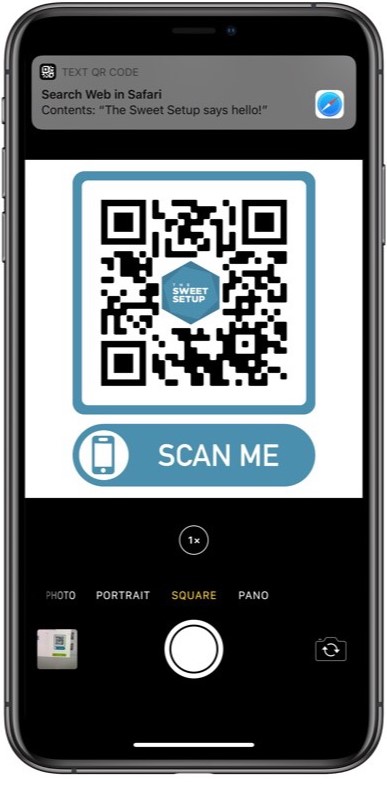 TEXT QR CODE
Search Web in Safari
Contents: “The Sweet Setup says hello!”
THE
SWEET
SETUP
SCAN ME
1×
PHOTO PORTRAIT SQUARE PANO